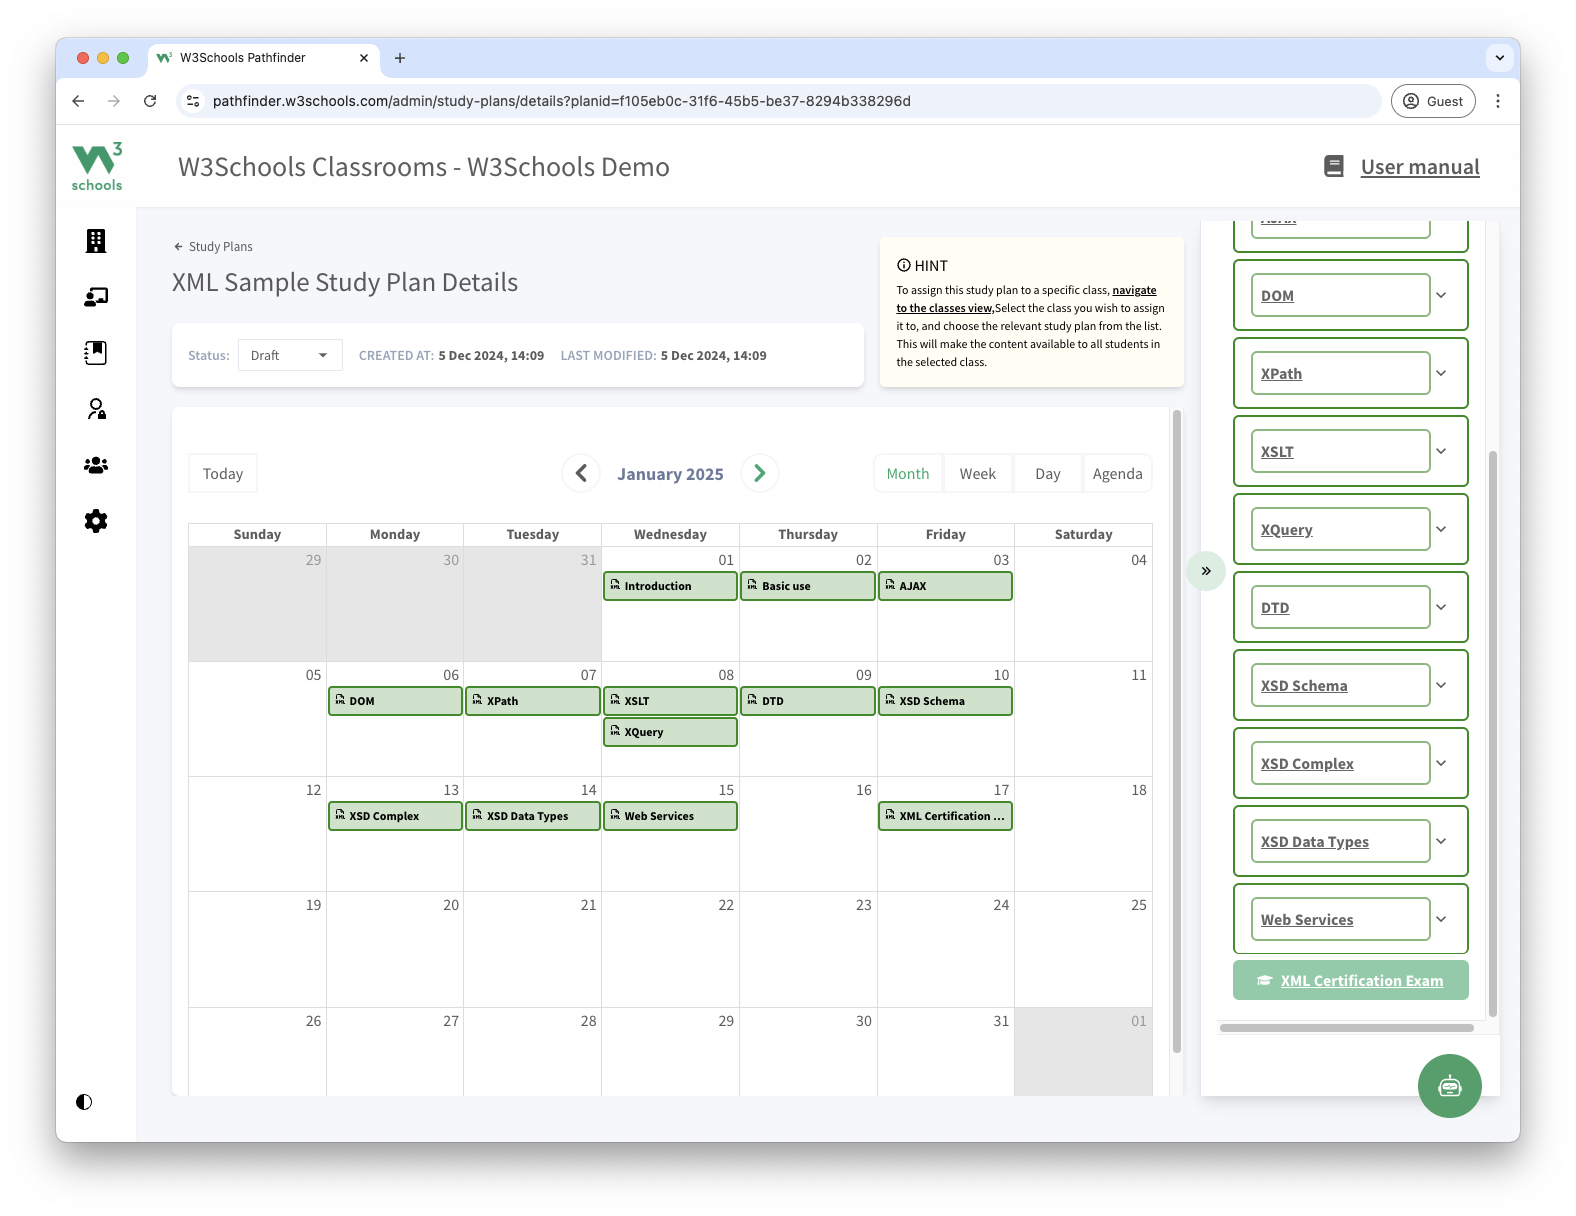 W3Schools Pathfinder
pathfinder.w3schools.com/admin/study-plans/details?planid=f105eb0c-31f6-45b5-be37-8294b338296d
Guest
W3 schools
W3Schools Classrooms - W3Schools Demo
User manual
Study Plans
XML Sample Study Plan Details
Status: Draft CREATED AT: 5 Dec 2024, 14:09 LAST MODIFIED: 5 Dec 2024, 14:09
HINT
To assign this study plan to a specific class, navigate
to the classes view,Select the class you wish to assign
it to, and choose the relevant study plan from the list.
This will make the content available to all students in
the selected class.
Today
January 2025
Month Week Day Agenda
Sunday Monday Tuesday Wednesday Thursday Friday Saturday
29 30 31 01 02 03 04
Introduction Basic use AJAX
05 06 07 08 09 10 11
DOM XPath XSLT DTD XSD Schema
XQuery
12 13 14 15 16 17 18
XSD Complex XSD Data Types Web Services XML Certification ...
19 20 21 22 23 24 25
26 27 28 29 30 31 01
DOM
XPath
XSLT
XQuery
DTD
XSD Schema
XSD Complex
XSD Data Types
Web Services
XML Certification Exam